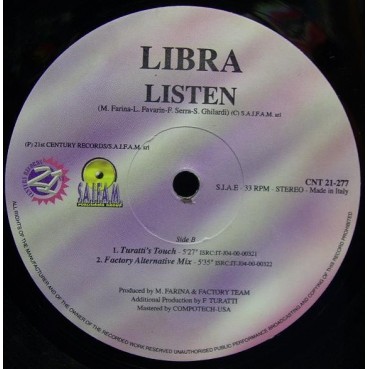 LIBRA
LISTEN
(M. Farina-L. Favaris-P. Serra-S. Ghilardi) (C) S.A.I.F.A.M. srl
(P) 21st CENTURY RECORDS/S.A.I.F.A.M. srl
21
S.A.I.F.A.M.
CNT 21-277
S.I.A.E - 33 RPM - STEREO - Made in Italy
Side B
1. Turatti's Touch - 5'27" ISRC:IT-J04-00-00321
2. Factory Alternative Mix - 5'35" ISRC:IT-J04-00-00322
Produced by M. FARINA & FACTORY TEAM
Additional Production by F. TURATTI
Mastered by COMPOTECH-USA
ALL RIGHTS OF THE MANUFACTURER AND OF THE OWNER OF THE RECORDED WORK RESERVED UNAUTHORISED PUBLIC PERFORMANCE BROADCASTING AND COPYING OF THIS RECORD PROHIBITED